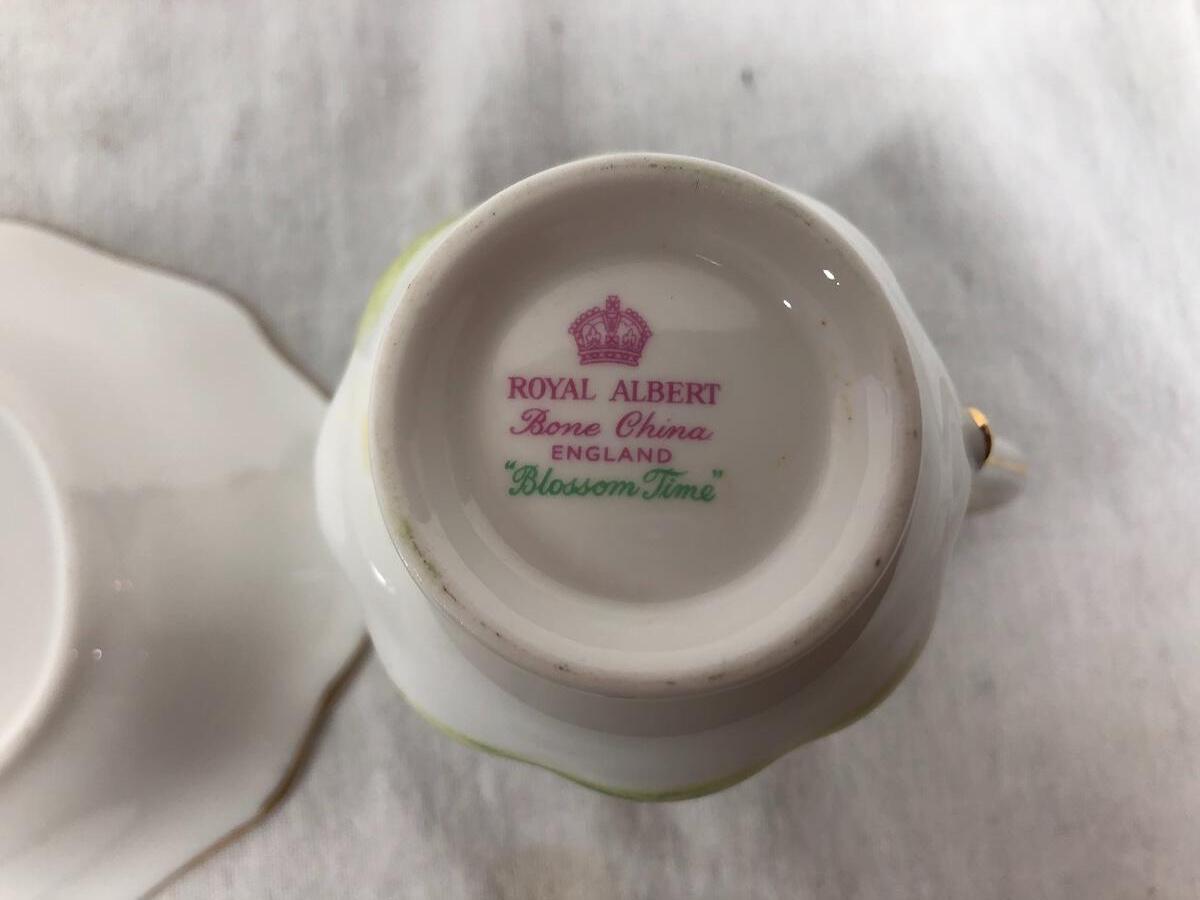 ROYAL ALBERT
Bone China
ENGLAND
"Blossom Time"